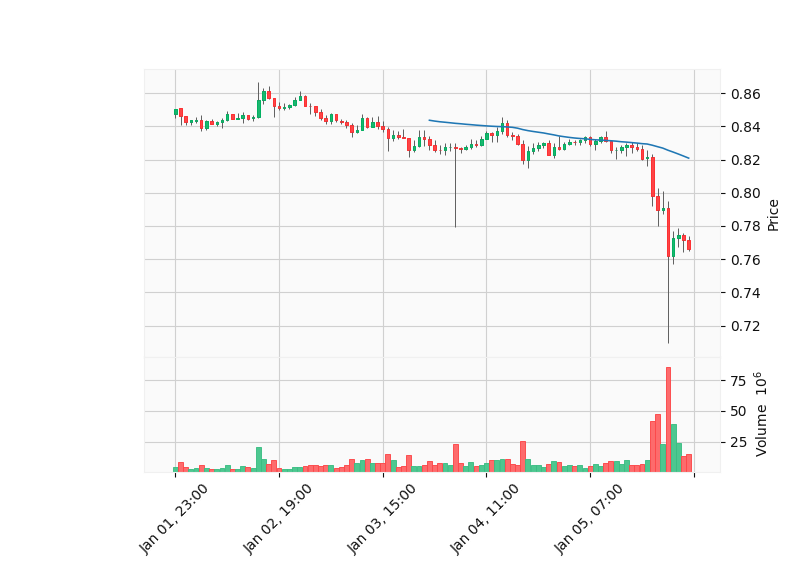 0.86
0.84
0.82
0.80
0.78
0.76
0.74
0.72
Price
75
50
25
Volume 10^6
Jan 01, 23:00
Jan 02, 19:00
Jan 03, 15:00
Jan 04, 11:00
Jan 05, 07:00